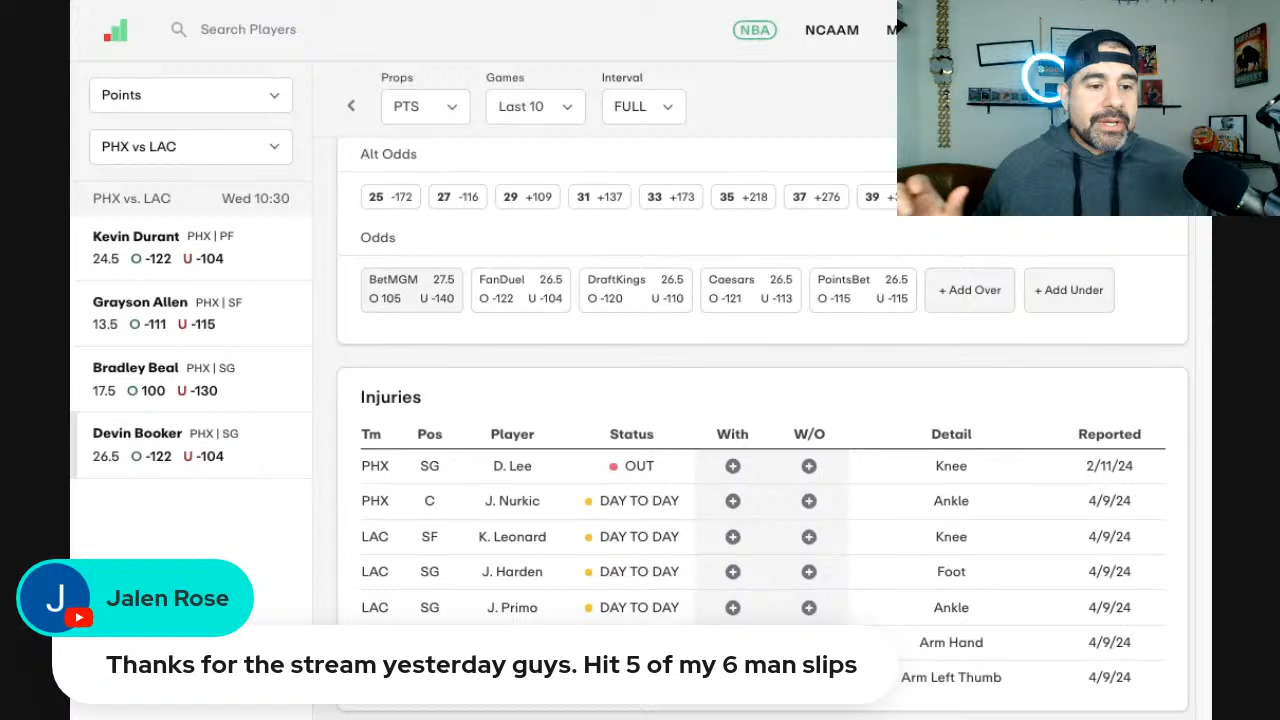 Search Players
NBA
NCAAM
M
Points
PHX vs LAC
PHX vs. LAC Wed 10:30
Kevin Durant PHX | PF
24.5 O -122 U -104
Grayson Allen PHX | SF
13.5 O -111 U -115
Bradley Beal PHX | SG
17.5 O 100 U -130
Devin Booker PHX | SG
26.5 O -122 U -104
Props Games Interval
PTS Last 10 FULL
Alt Odds
25 -172 27 -116 29 +109 31 +137 33 +173 35 +218 37 +276 39
Odds
BetMGM 27.5 FanDuel 26.5 DraftKings 26.5 Caesars 26.5 PointsBet 26.5
O 105 U -140 O -122 U -104 O -120 U -110 O -121 U -113 O -115 U -115
+ Add Over + Add Under
Injuries
Tm Pos Player Status With W/O Detail Reported
PHX SG D. Lee OUT Knee 2/11/24
PHX C J. Nurkic DAY TO DAY Ankle 4/9/24
LAC SF K. Leonard DAY TO DAY Knee 4/9/24
LAC SG J. Harden DAY TO DAY Foot 4/9/24
LAC SG J. Primo DAY TO DAY Ankle 4/9/24
Arm Hand 4/9/24
Arm Left Thumb 4/9/24
J
Jalen Rose
Thanks for the stream yesterday guys. Hit 5 of my 6 man slips